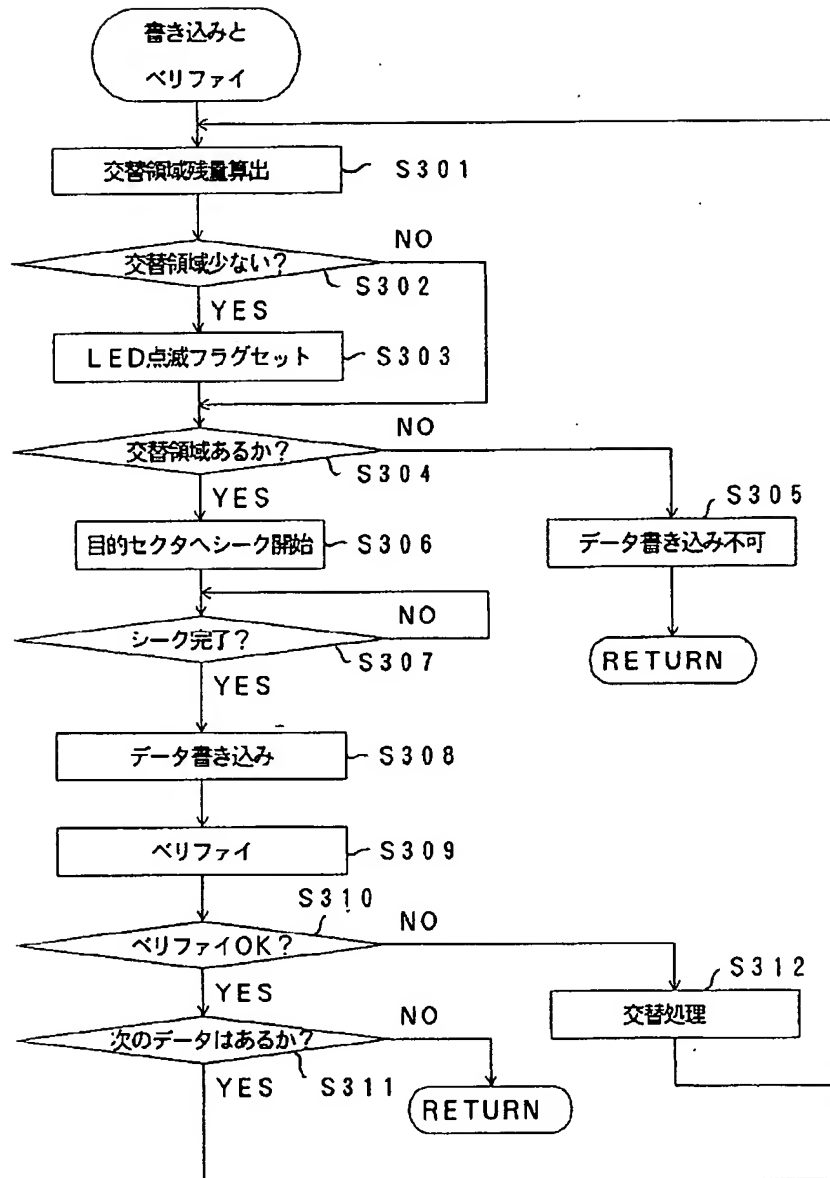 書き込みと
ベリファイ
交替領域残量算出
S301
NO
交替領域少ない?
S302
YES
LED点滅フラグセット
S303
NO
交替領域あるか?
S304
YES
S305
目的セクタへシーク開始
S306
データ書き込み不可
NO
シーク完了?
S307
RETURN
YES
データ書き込み
S308
ベリファイ
S309
S310
NO
ベリファイOK?
S312
YES
交替処理
NO
次のデータはあるか?
S311
YES
RETURN